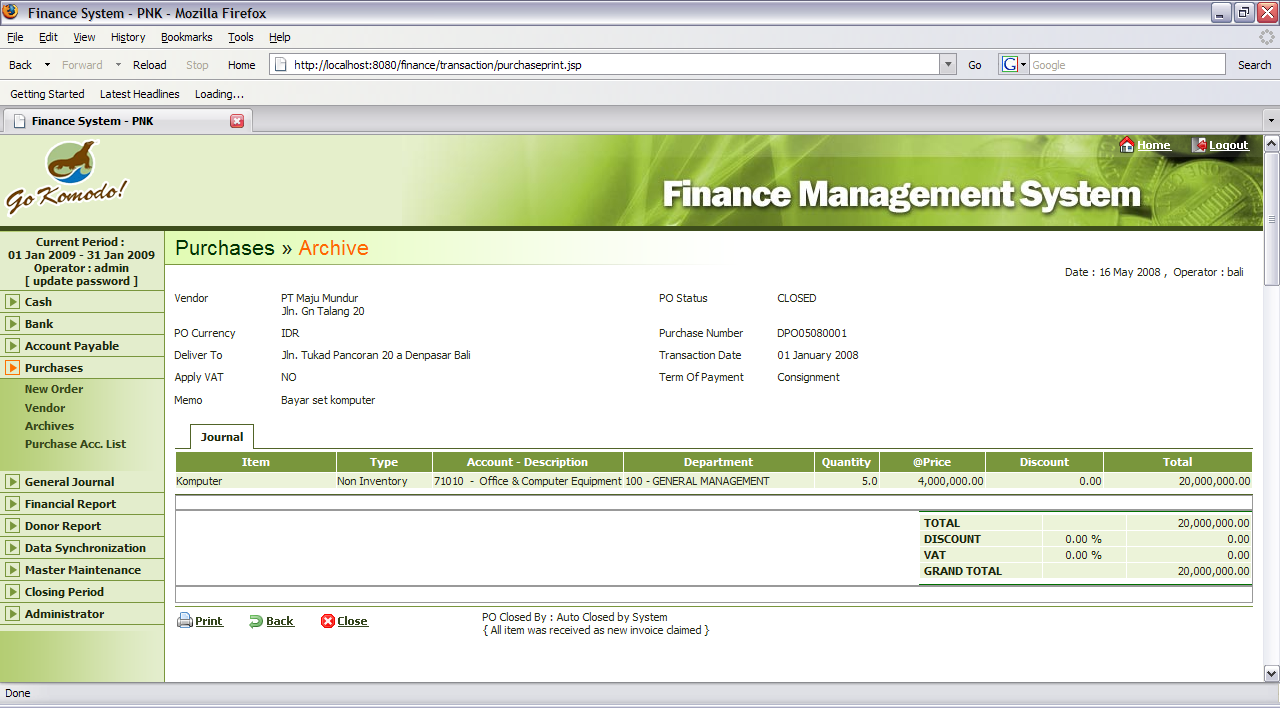 Finance System - PNK - Mozilla Firefox
File Edit View History Bookmarks Tools Help
Back Forward Reload Stop Home http://localhost:8080/finance/transaction/purchaseprint.jsp Go G Google Search
Getting Started Latest Headlines Loading...
Finance System - PNK
Home Logout
Go Komodo!
Finance Management System
Current Period :
01 Jan 2009 - 31 Jan 2009
Operator : admin
[ update password ]
Cash
Bank
Account Payable
Purchases
New Order
Vendor
Archives
Purchase Acc. List
General Journal
Financial Report
Donor Report
Data Synchronization
Master Maintenance
Closing Period
Administrator
Purchases » Archive
Date : 16 May 2008 , Operator : bali
Vendor PT Maju Mundur PO Status CLOSED
Jln. Gn Talang 20
PO Currency IDR Purchase Number DPO05080001
Deliver To Jln. Tukad Pancoran 20 a Denpasar Bali Transaction Date 01 January 2008
Apply VAT NO Term Of Payment Consignment
Memo Bayar set komputer
Journal
Item Type Account - Description Department Quantity @Price Discount Total
Komputer Non Inventory 71010 - Office & Computer Equipment 100 - GENERAL MANAGEMENT 5.0 4,000,000.00 0.00 20,000,000.00
TOTAL 20,000,000.00
DISCOUNT 0.00 % 0.00
VAT 0.00 % 0.00
GRAND TOTAL 20,000,000.00
Print Back Close PO Closed By : Auto Closed by System
{ All item was received as new invoice claimed }
Done